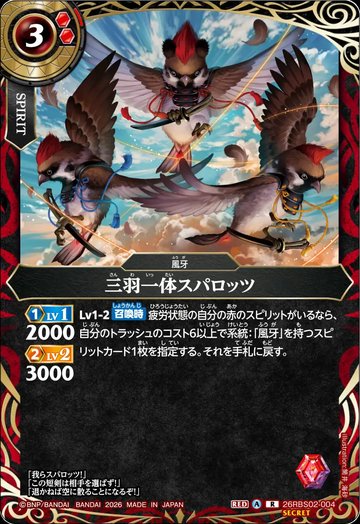 3
SPIRIT
風牙
三羽一体スパロッツ
1 LV1
2000
2 LV2
3000
Lv1-2 召喚時 疲労状態の自分の赤のスピリットがいるなら、
自分のトラッシュのコスト6以上で系統:「風牙」を持つスピ
リットカード1枚を指定する。それを手札に戻す。
「我らスパロッツ!」
「この短剣は相手を選ばず!」
「退かねば空に散ることになるぞ!」
©BNP/BANDAI BANDAI 2026 MADE IN JAPAN
RED A R 26RBS02-004
SECRET